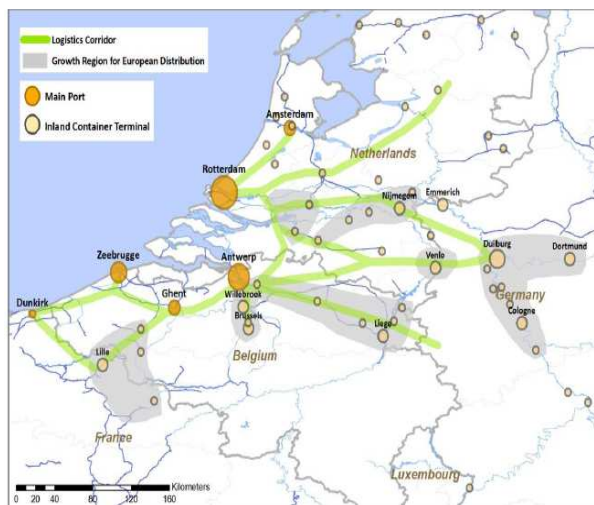 Logistics Corridor
Growth Region for European Distribution
Main Port
Inland Container Terminal
Amsterdam
Netherlands
Rotterdam
Nijmegem
Emmerich
Zeebrugge
Antwerp
Venlo
Duiburg
Dortmund
Dunkirk
Ghent
Willebroek
Germany
Brussels
Cologne
Liege
Lille
Belgium
France
Luxembourg
Kilometers
0 20 40 80 120 160